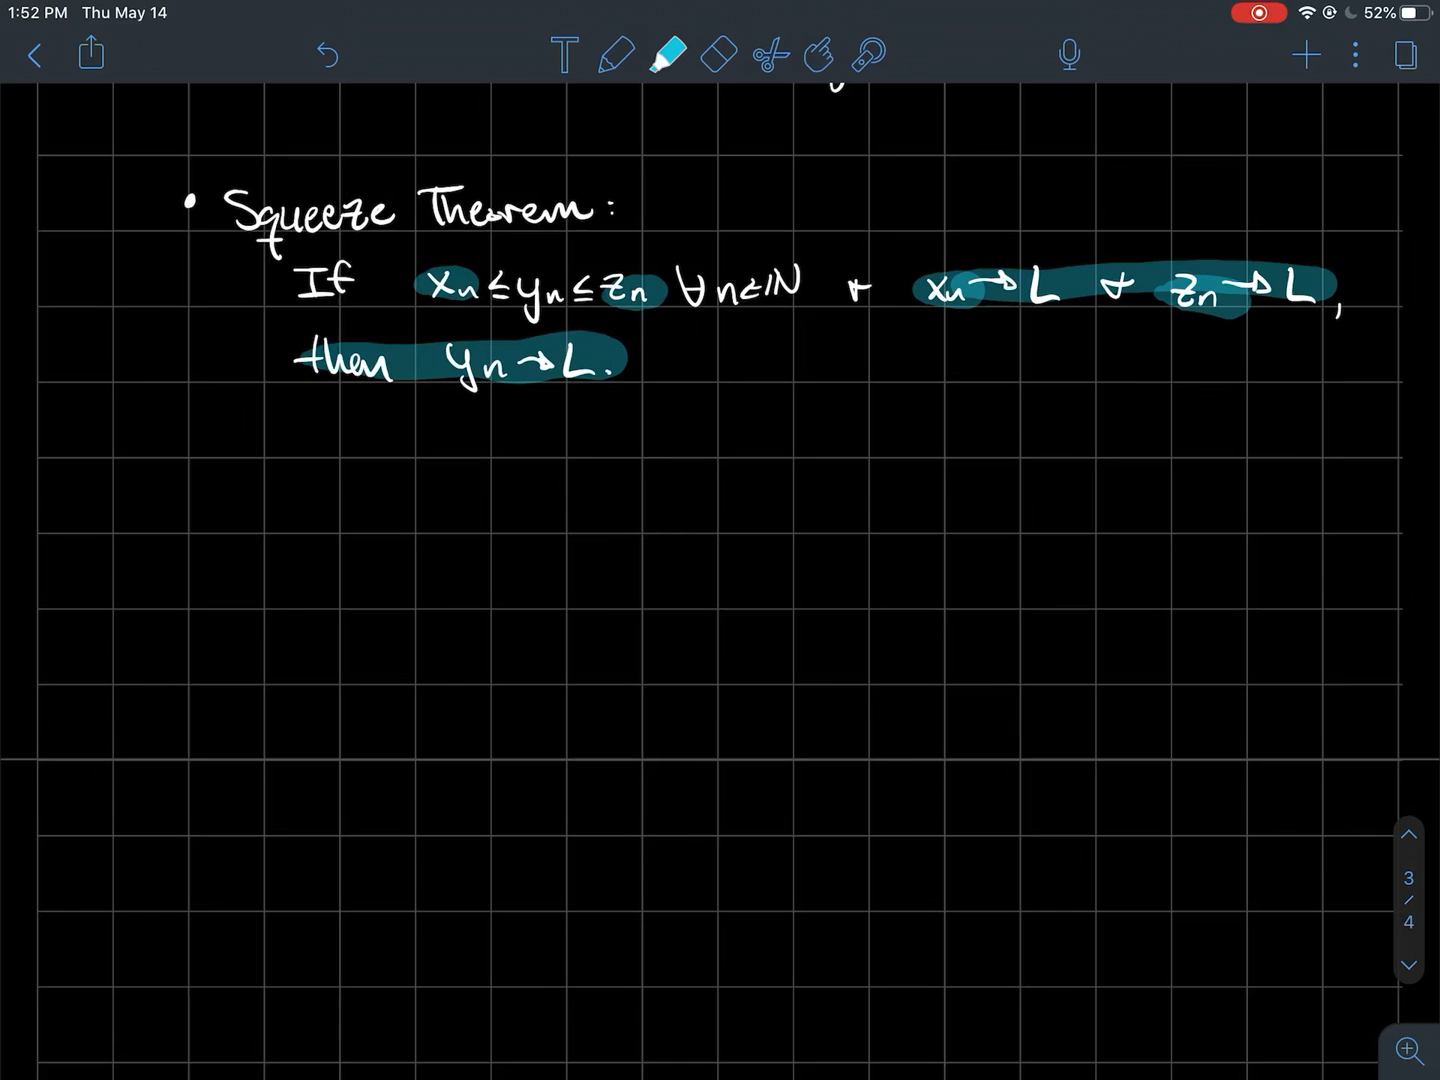 1:52 PM Thu May 14
52%
• Squeeze Theorem:
If xₙ ≤ yₙ ≤ zₙ ∀n∈ℕ + xₙ → L + zₙ → L,
then yₙ → L.
3
/
4